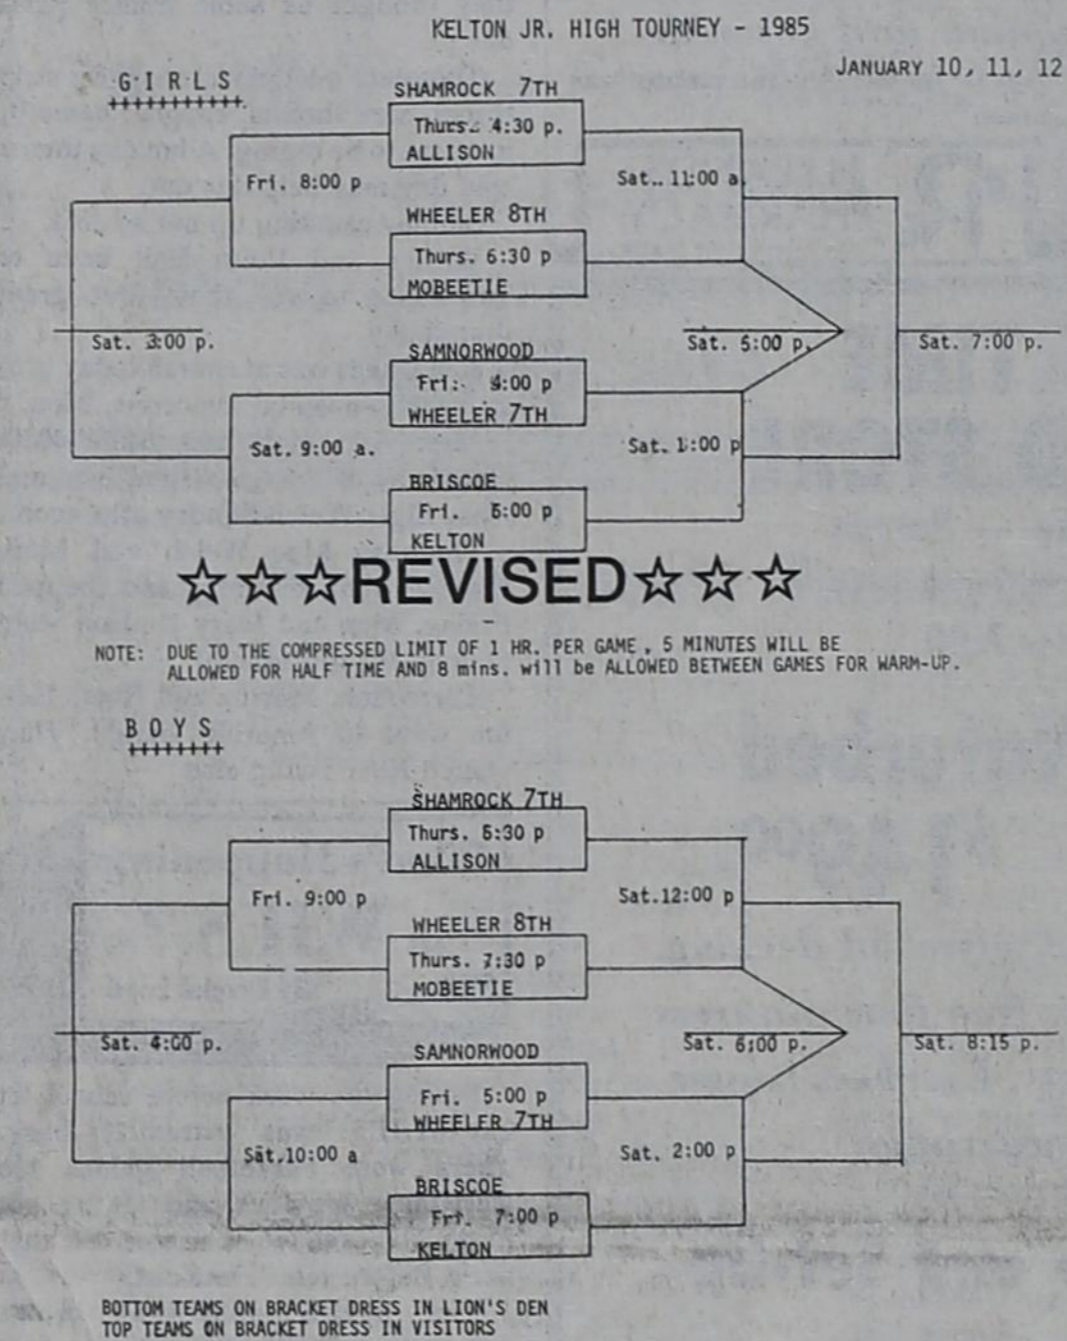 KELTON JR. HIGH TOURNEY - 1985
JANUARY 10, 11, 12
G I R L S
+++++++++++
SHAMROCK 7TH
Thurs. 4:30 p.
ALLISON
Fri. 8:00 p
Sat. 11:00 a.
WHEELER 8TH
Thurs. 6:30 p
MOBEETIE
Sat. 3:00 p.
Sat. 5:00 p.
Sat. 7:00 p.
SAMNORWOOD
Fri. 4:00 p
WHEELER 7TH
Sat. 9:00 a.
Sat. 1:00 p
BRISCOE
Fri. 6:00 p
KELTON
☆☆☆REVISED☆☆☆
NOTE: DUE TO THE COMPRESSED LIMIT OF 1 HR. PER GAME, 5 MINUTES WILL BE
ALLOWED FOR HALF TIME AND 8 mins. will be ALLOWED BETWEEN GAMES FOR WARM-UP.
B O Y S
++++++++
SHAMROCK 7TH
Thurs. 5:30 p
ALLISON
Fri. 9:00 p
Sat.12:00 p
WHEELER 8TH
Thurs. 7:30 p
MOBEETIE
Sat. 4:00 p.
Sat. 6:00 p.
Sat. 8:15 p.
SAMNORWOOD
Fri. 5:00 p
WHEELER 7TH
Sat.10:00 a
Sat. 2:00 p
BRISCOE
Fri. 7:00 p
KELTON
BOTTOM TEAMS ON BRACKET DRESS IN LION'S DEN
TOP TEAMS ON BRACKET DRESS IN VISITORS